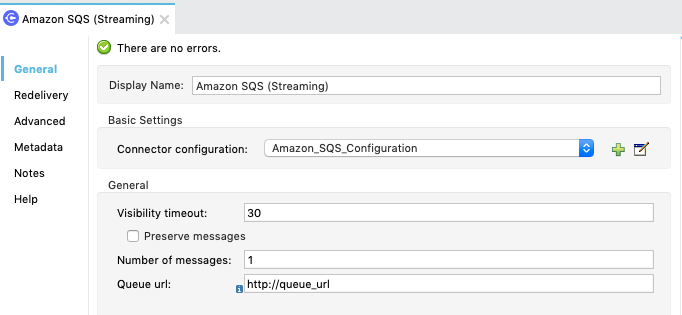 Amazon SQS (Streaming)
There are no errors.
General
Redelivery
Advanced
Metadata
Notes
Help
Display Name: Amazon SQS (Streaming)
Basic Settings
Connector configuration: Amazon_SQS_Configuration
General
Visibility timeout: 30
Preserve messages
Number of messages: 1
Queue url: http://queue_url